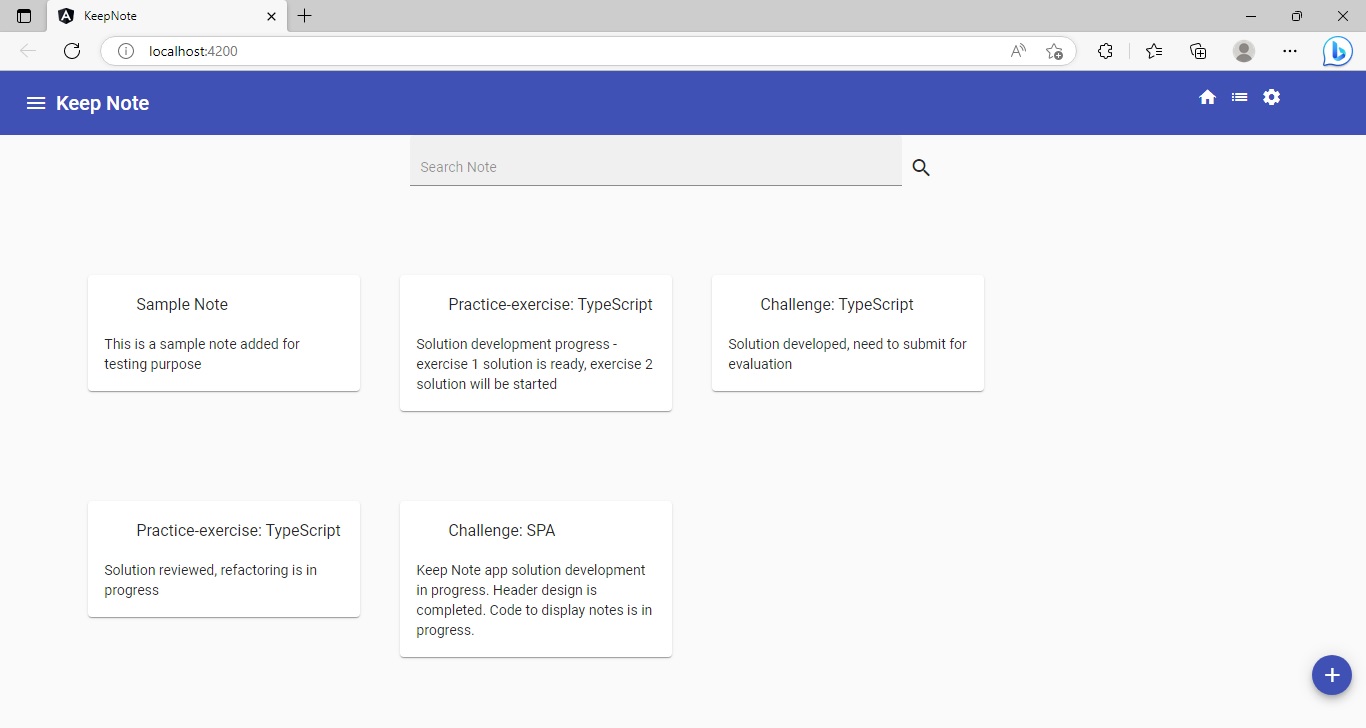 KeepNote
localhost:4200
Keep Note
Search Note
Sample Note
This is a sample note added for
testing purpose
Practice-exercise: TypeScript
Solution development progress -
exercise 1 solution is ready, exercise 2
solution will be started
Challenge: TypeScript
Solution developed, need to submit for
evaluation
Practice-exercise: TypeScript
Solution reviewed, refactoring is in
progress
Challenge: SPA
Keep Note app solution development
in progress. Header design is
completed. Code to display notes is in
progress.